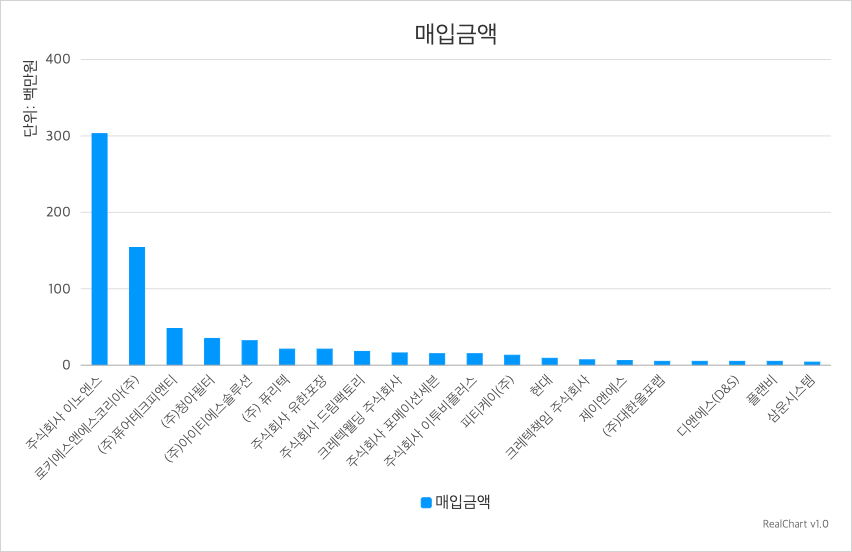 매입금액
단위: 백만원
400
300
200
100
0
주식회사 이노엔스
로키에스앤에스코리아(주)
(주)퓨어테크피앤티
(주)청아필터
(주)아이티에스솔루션
(주) 퓨리텍
주식회사 유한포장
주식회사 드림팩토리
크레텍웰딩 주식회사
주식회사 포메이션세븐
주식회사 이투비플러스
피티케이(주)
현대
크레텍책임 주식회사
제이앤에스
(주)대한올포랩
디앤에스(D&S)
플랜비
삼운시스템
매입금액
RealChart v1.0